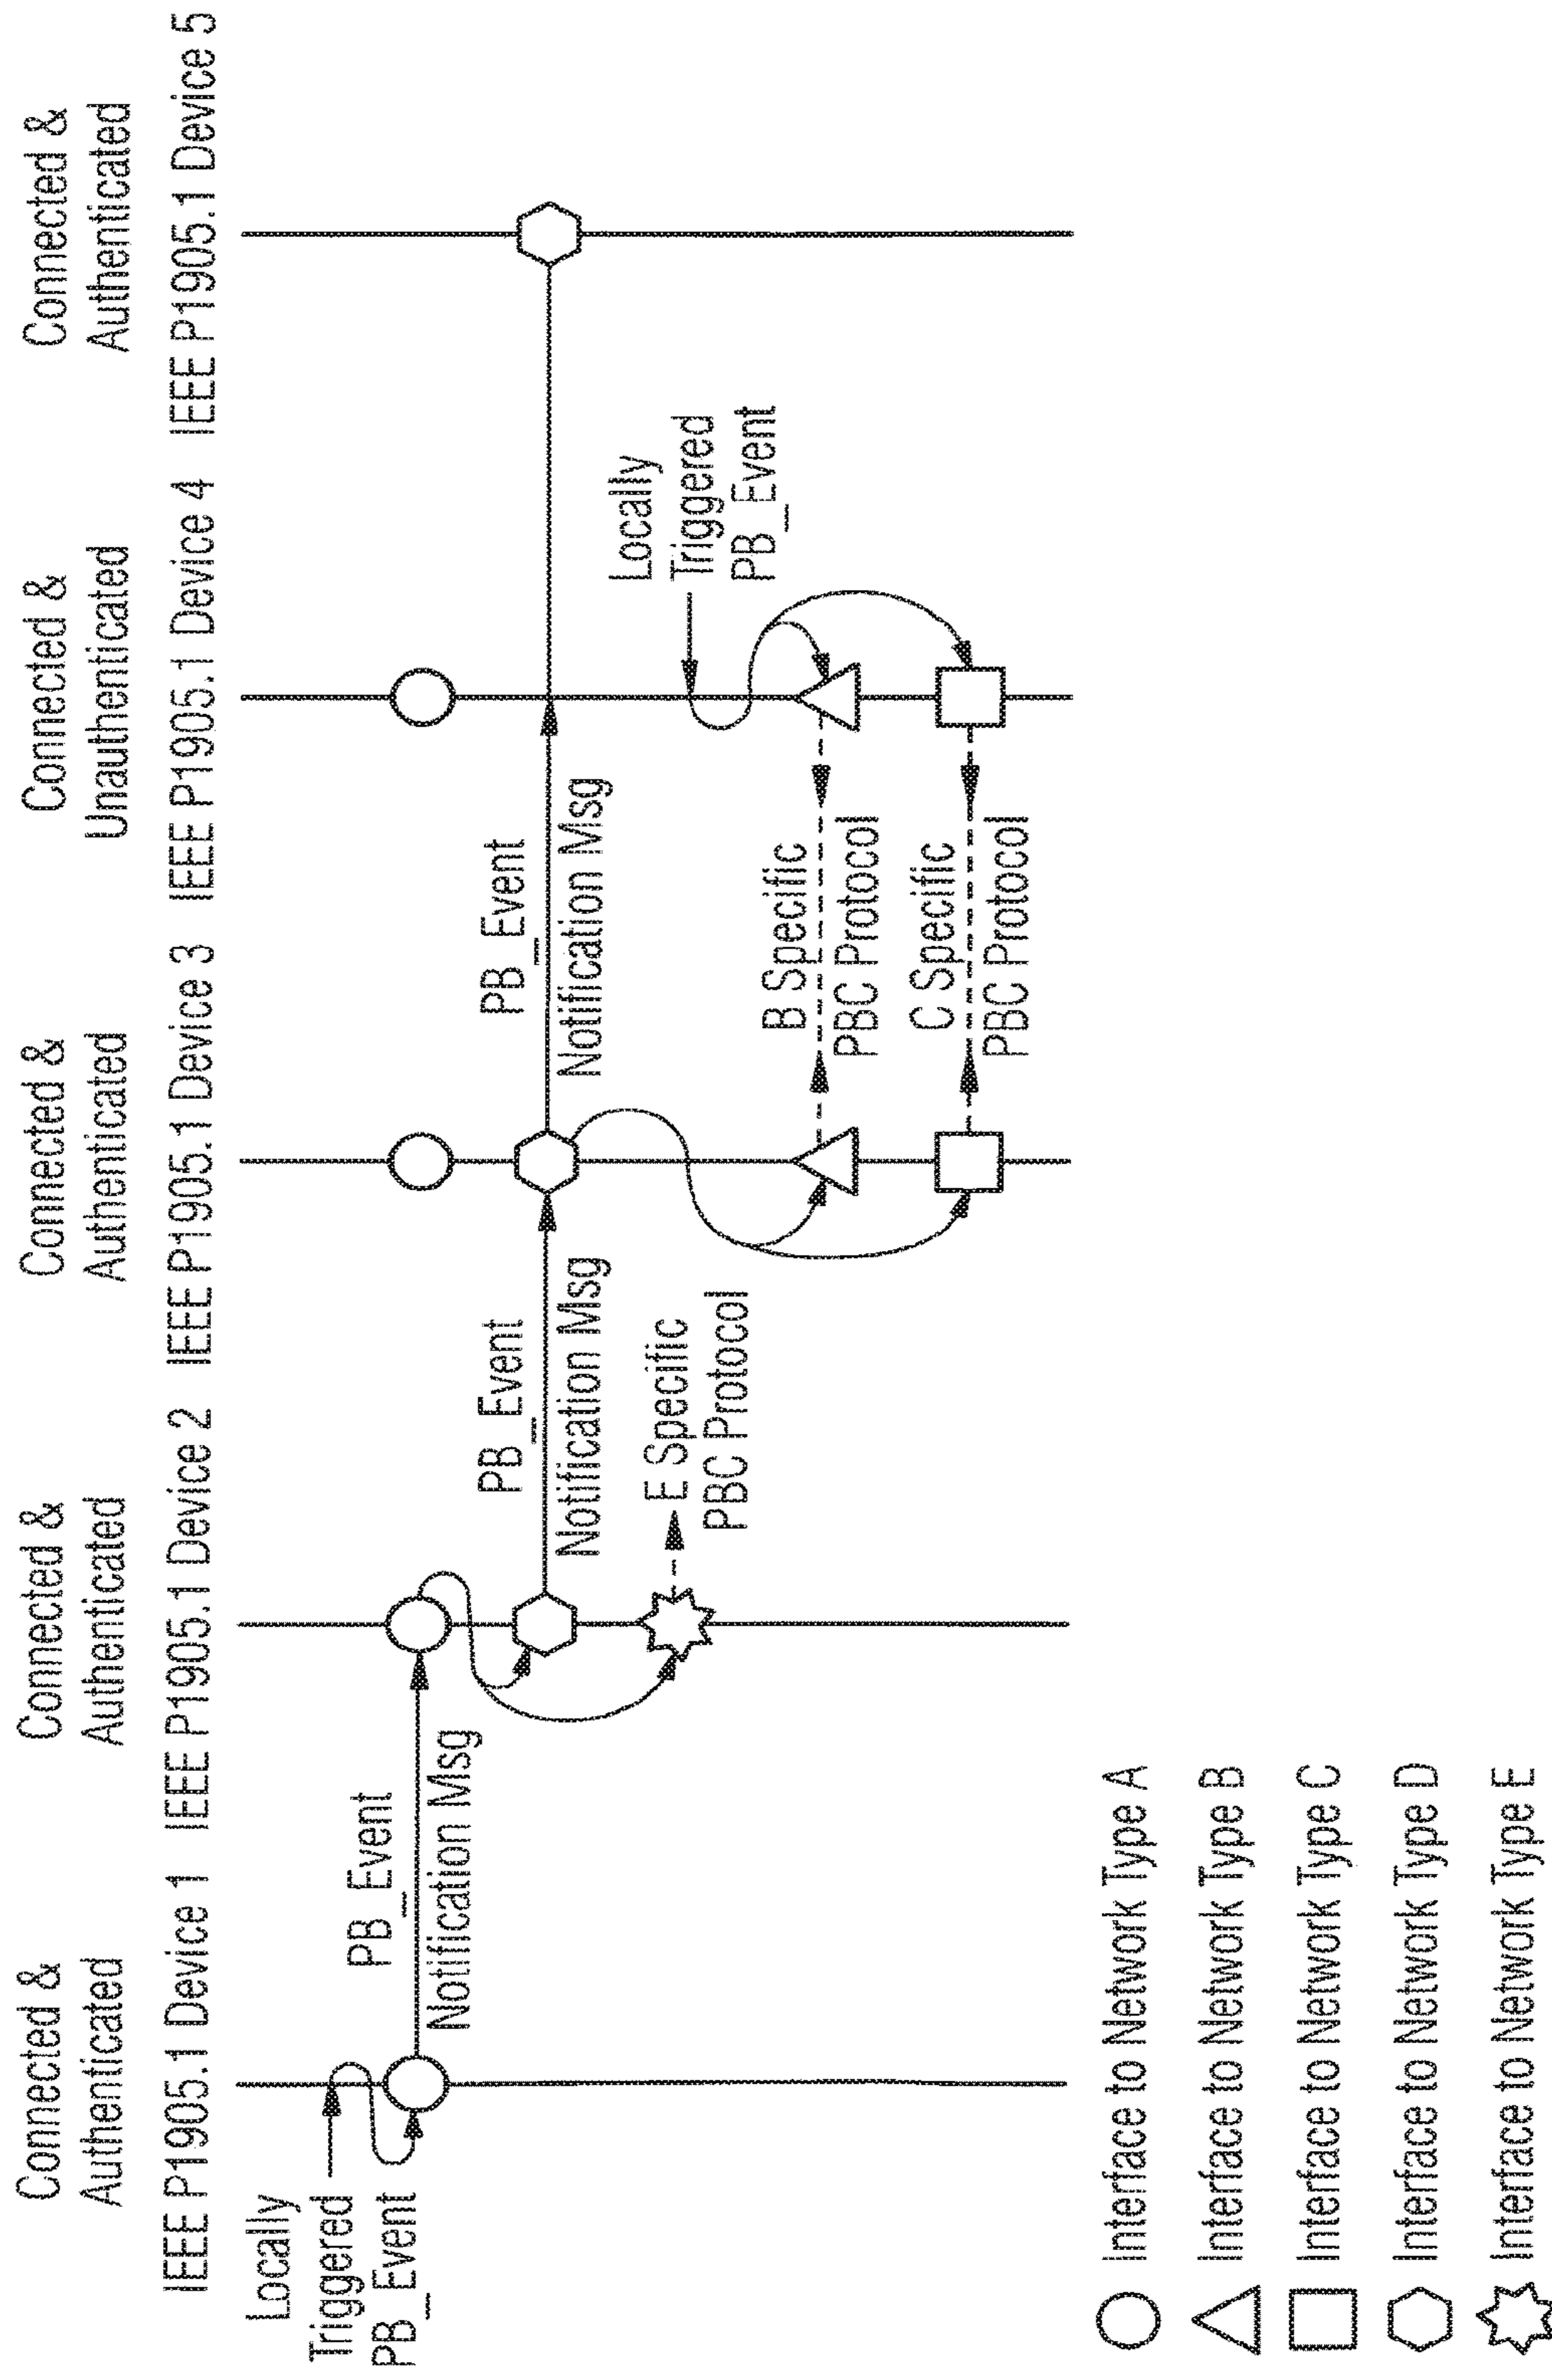 Connected &
Authenticated
IEEE P1905.1 Device 1
Connected &
Authenticated
IEEE P1905.1 Device 2
Connected &
Authenticated
IEEE P1905.1 Device 3
Connected &
Unauthenticated
IEEE P1905.1 Device 4
Connected &
Authenticated
IEEE P1905.1 Device 5
Locally
Triggered
PB_Event
PB_Event
Notification Msg
PB_Event
Notification Msg
E Specific
PBC Protocol
PB_Event
Notification Msg
Locally
Triggered
PB_Event
B Specific
PBC Protocol
C Specific
PBC Protocol
Interface to Network Type A
Interface to Network Type B
Interface to Network Type C
Interface to Network Type D
Interface to Network Type E